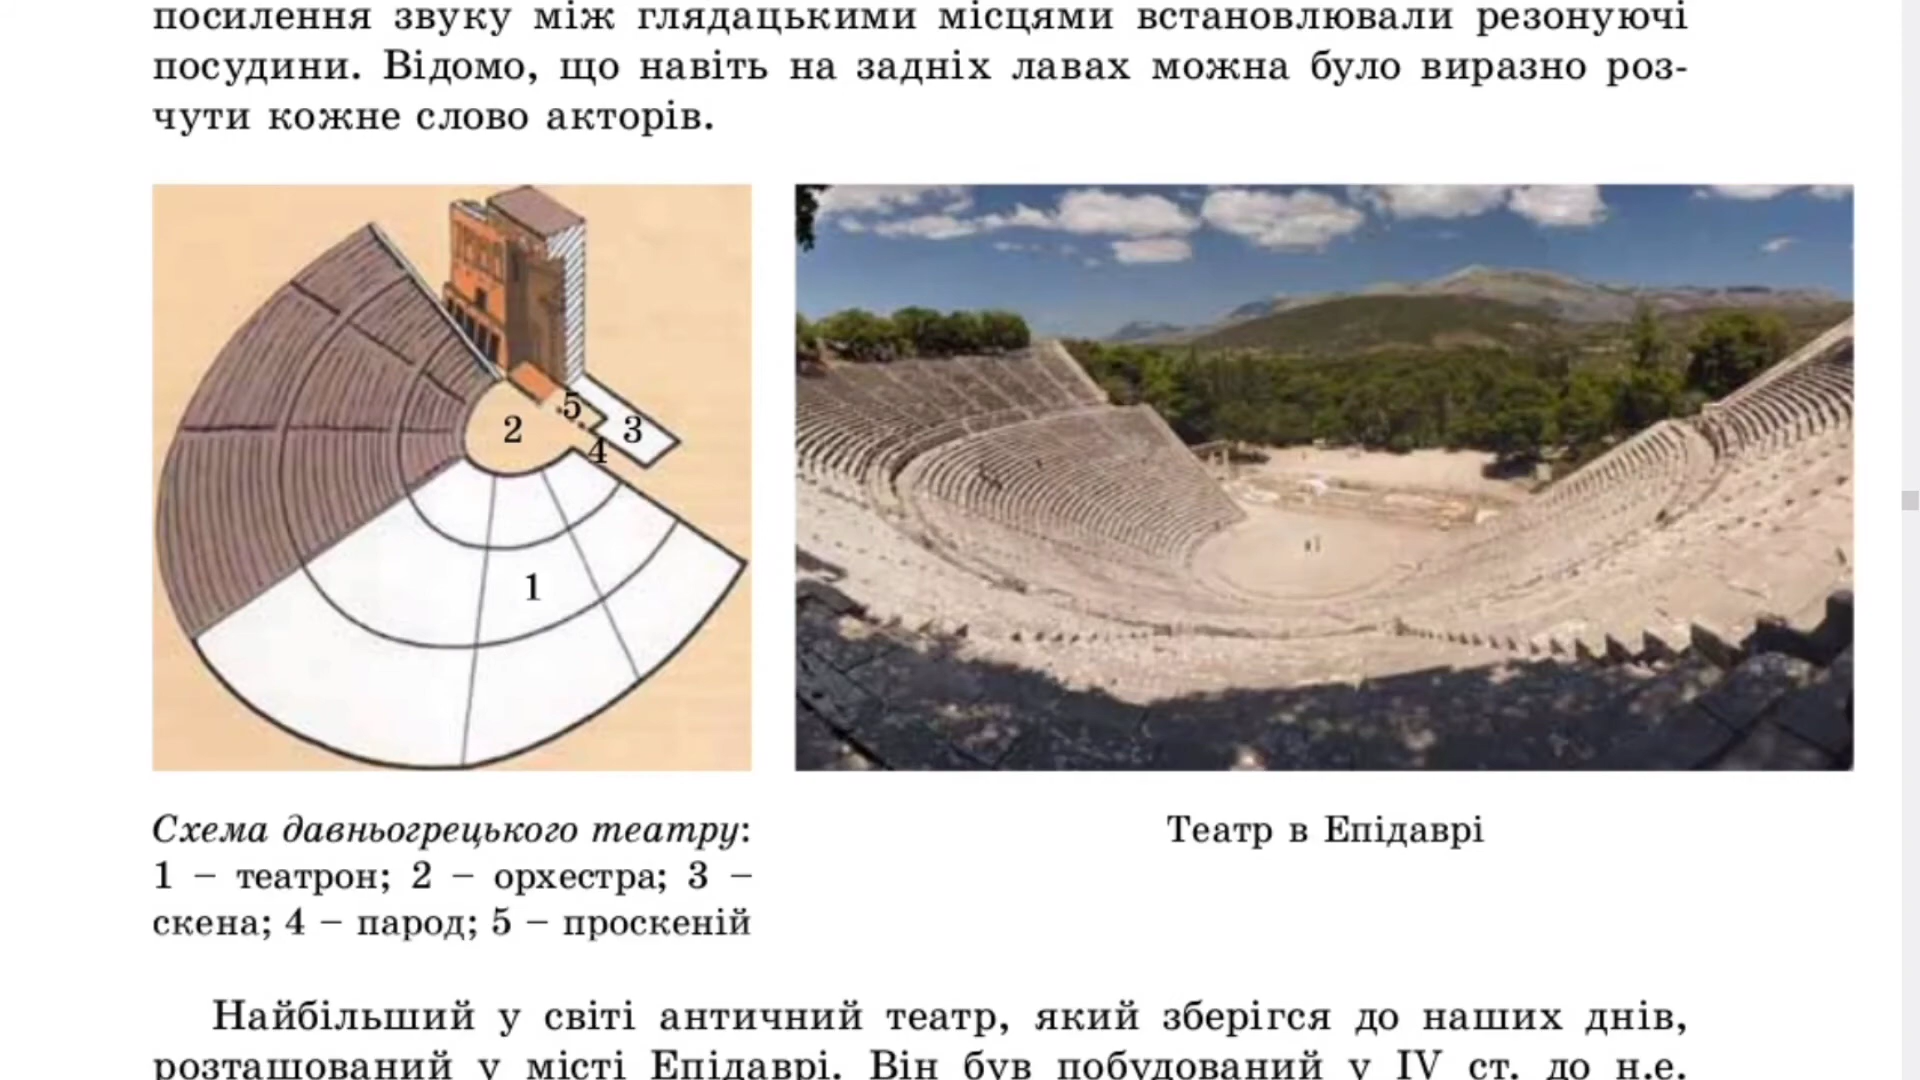 посилення звуку між глядацькими місцями встановлювали резонуючі
посудини. Відомо, що навіть на задніх лавах можна було виразно роз-
чути кожне слово акторів.
5
2
3
4
1
Схема давньогрецького театру:
1 – театрон; 2 – орхестра; 3 –
скена; 4 – парод; 5 – проскеній
Театр в Епідаврі
Найбільший у світі античний театр, який зберігся до наших днів,
розташований у місті Епідаврі. Він був побудований у IV ст. до н.е.